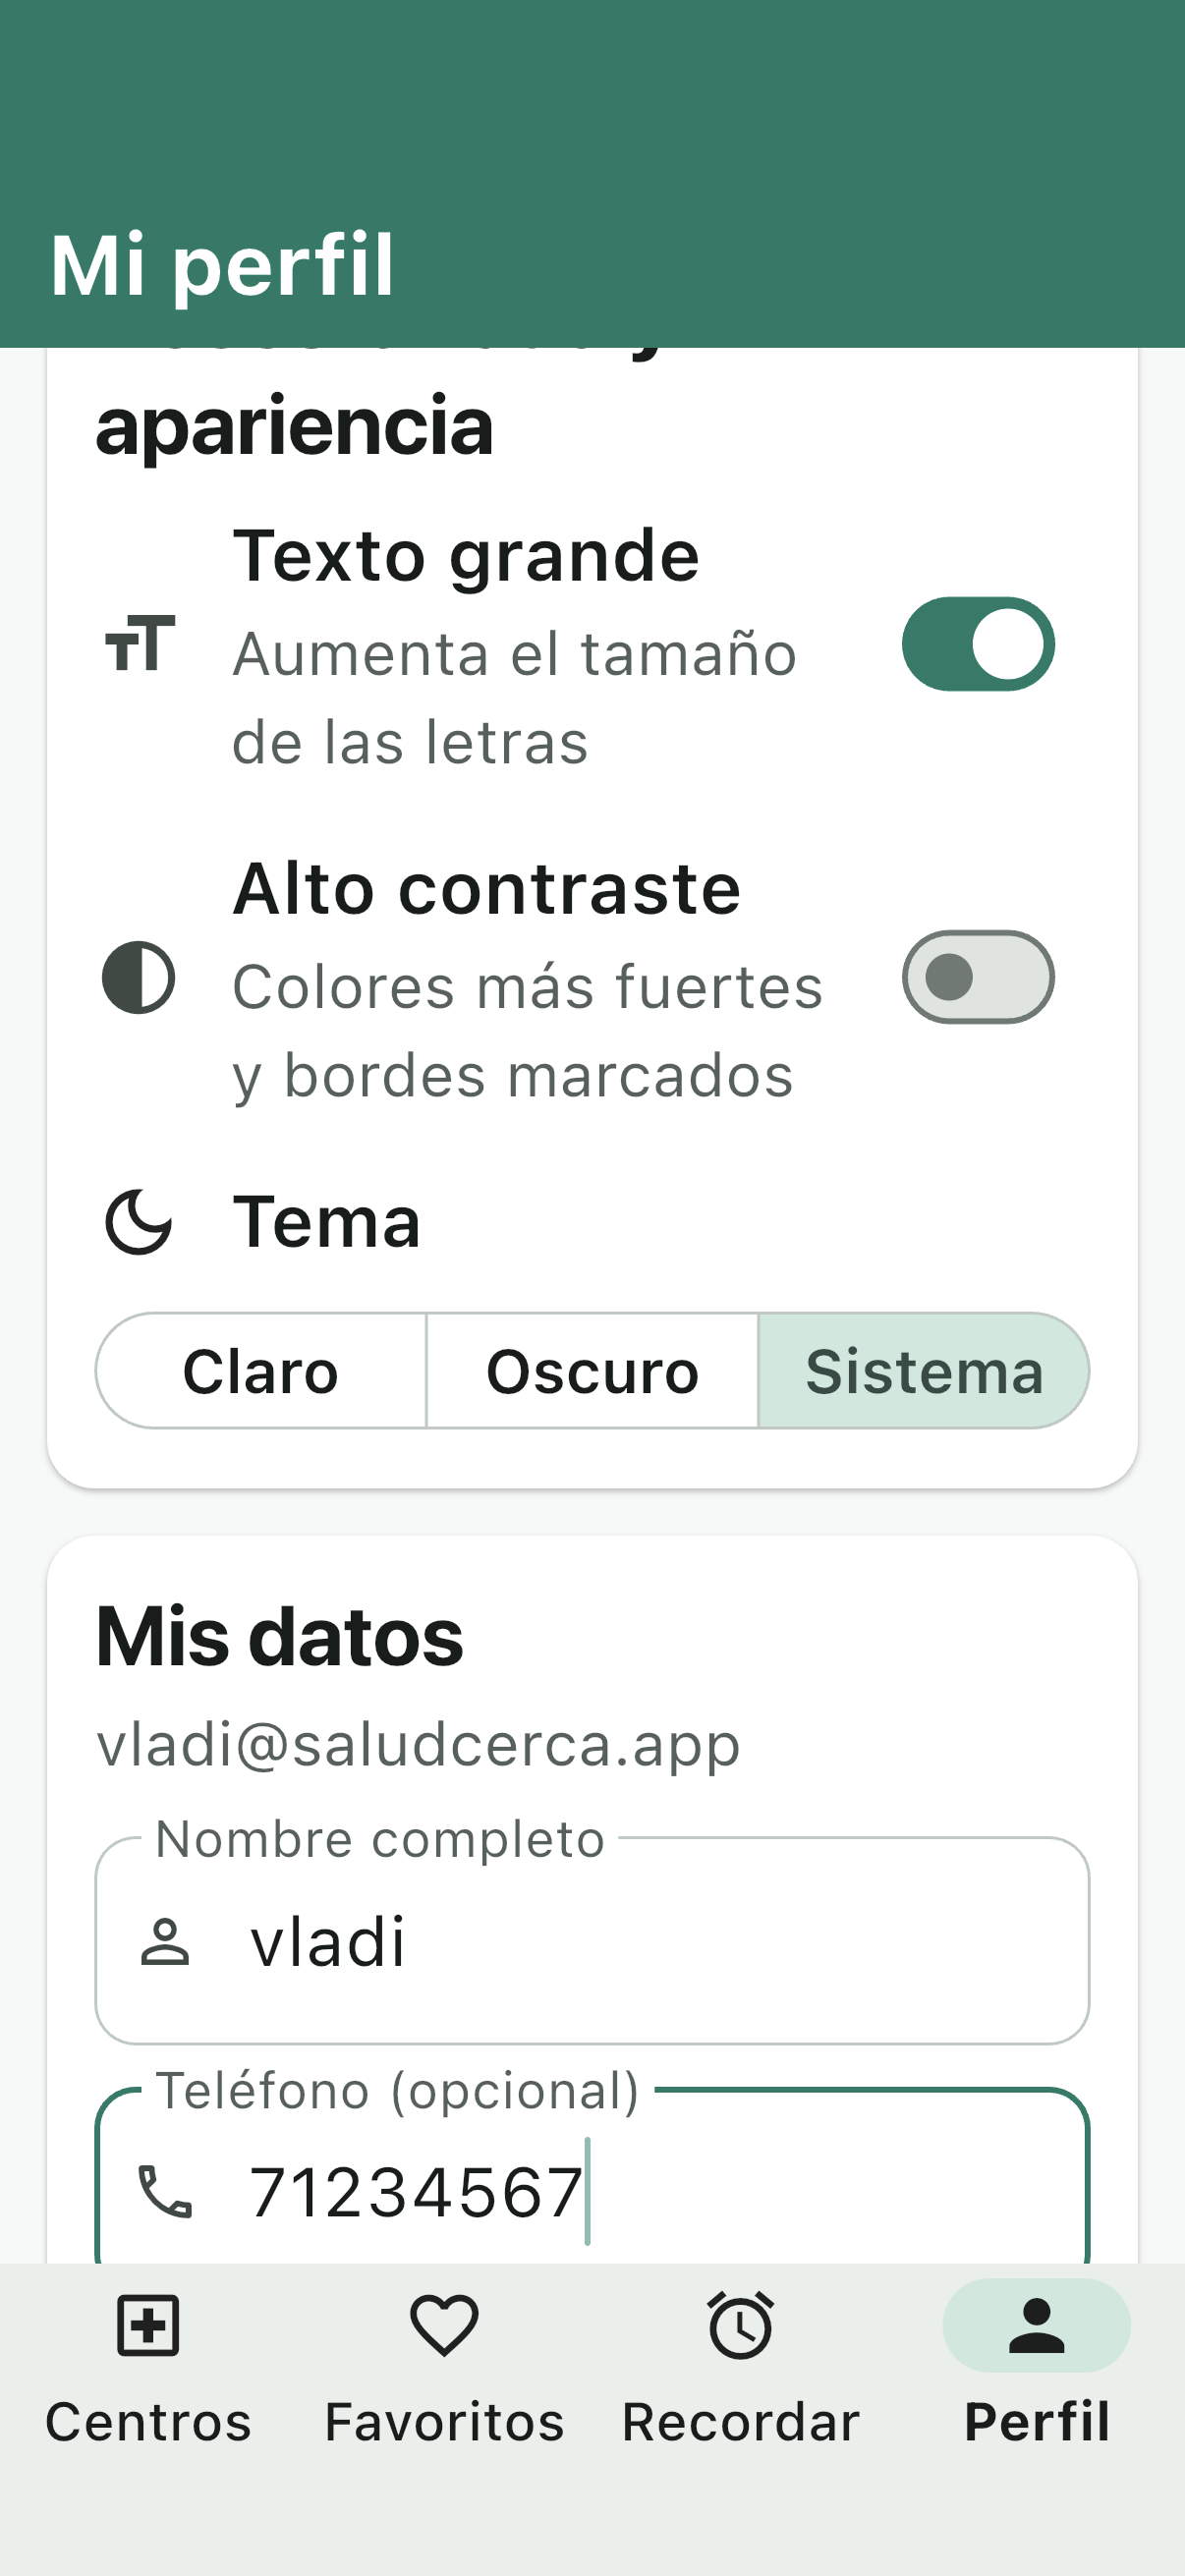 Mi perfil
apariencia
Texto grande
Aumenta el tamaño
de las letras
Alto contraste
Colores más fuertes
y bordes marcados
Tema
Claro
Oscuro
Sistema
Mis datos
vladi@saludcerca.app
Nombre completo
vladi
Teléfono (opcional)
71234567
Centros
Favoritos
Recordar
Perfil